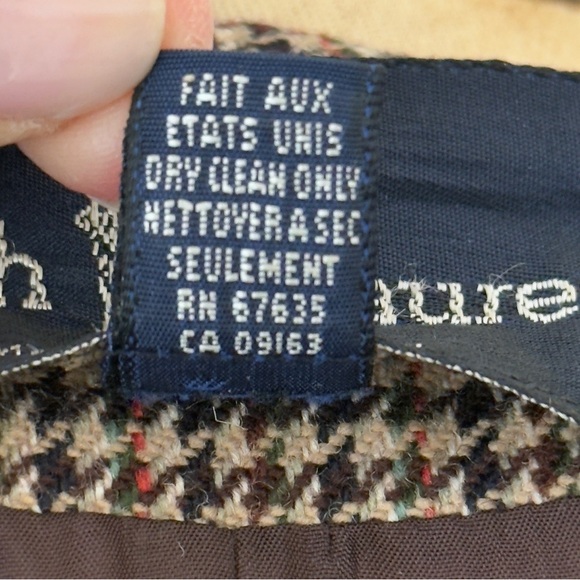 FAIT AUX
ETATS UNIS
DRY CLEAN ONLY
NETTOYER A SEC
SEULEMENT
RN 67635
CA 09163